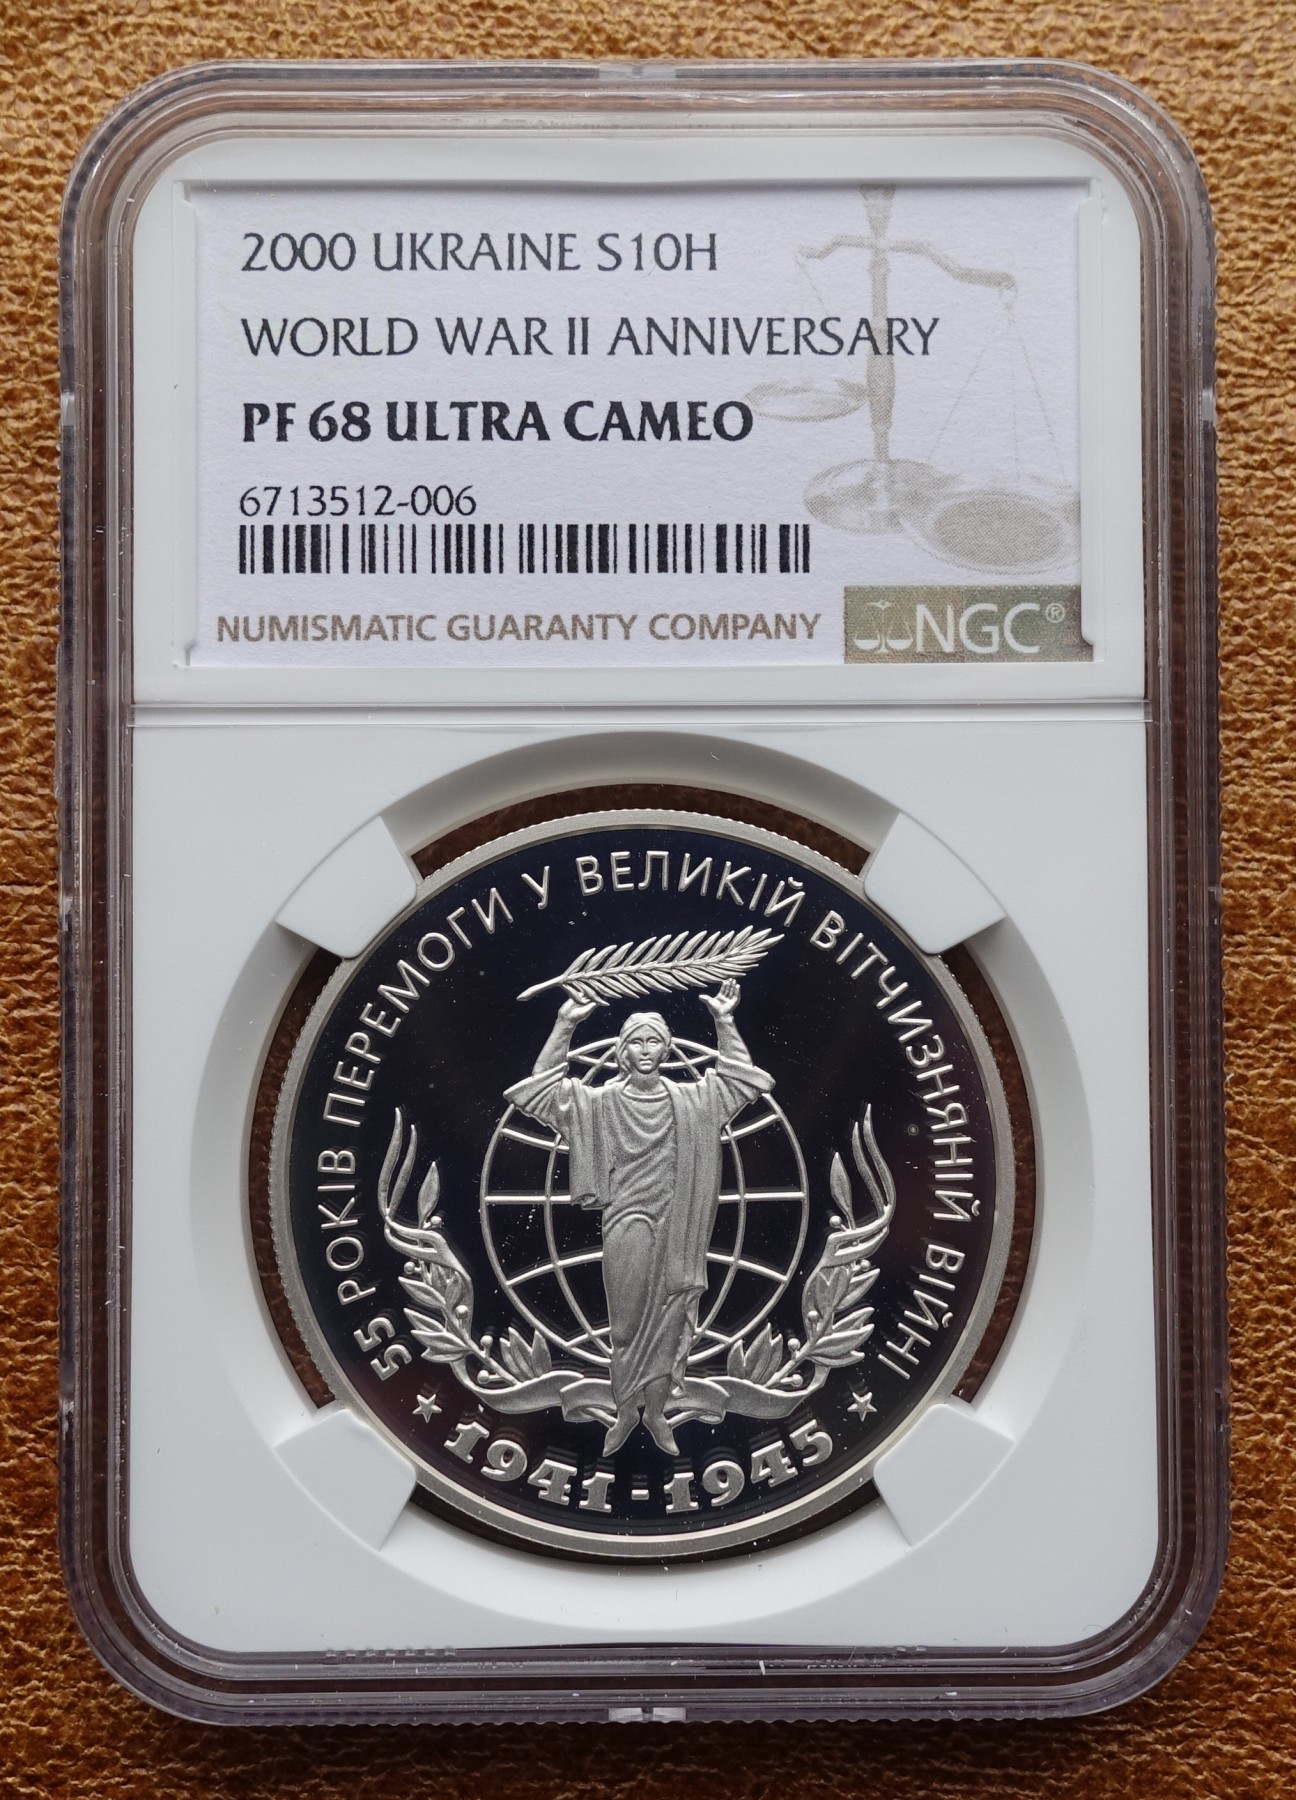 2000 UKRAINE S10H
WORLD WAR II ANNIVERSARY
PF 68 ULTRA CAMEO
6713512-006
NUMISMATIC GUARANTY COMPANY
NGC®
55 РОКІВ ПЕРЕМОГИ У ВЕЛИКІЙ ВІТЧИЗНЯНІЙ ВІЙНІ
1941-1945